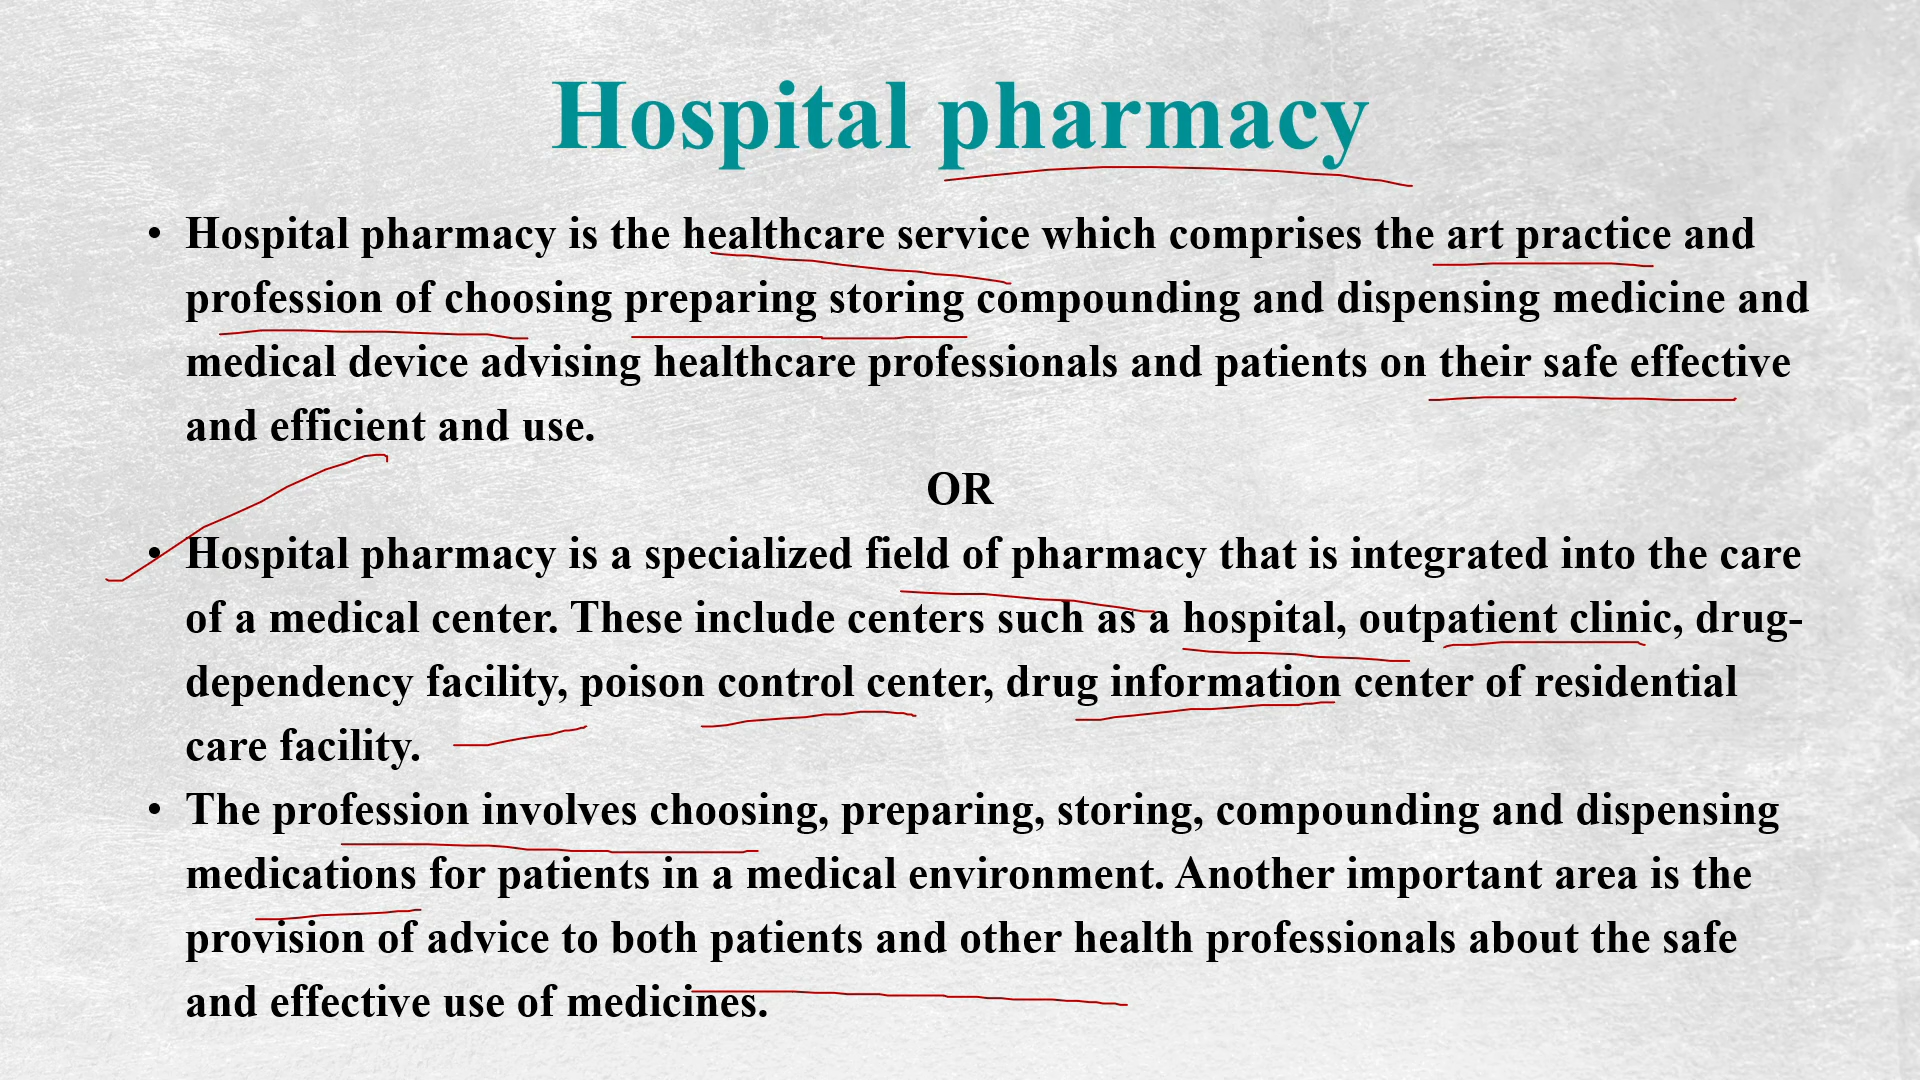 Hospital pharmacy
• Hospital pharmacy is the healthcare service which comprises the art practice and
profession of choosing preparing storing compounding and dispensing medicine and
medical device advising healthcare professionals and patients on their safe effective
and efficient and use.
OR
• Hospital pharmacy is a specialized field of pharmacy that is integrated into the care
of a medical center. These include centers such as a hospital, outpatient clinic, drug-
dependency facility, poison control center, drug information center of residential
care facility.
• The profession involves choosing, preparing, storing, compounding and dispensing
medications for patients in a medical environment. Another important area is the
provision of advice to both patients and other health professionals about the safe
and effective use of medicines.